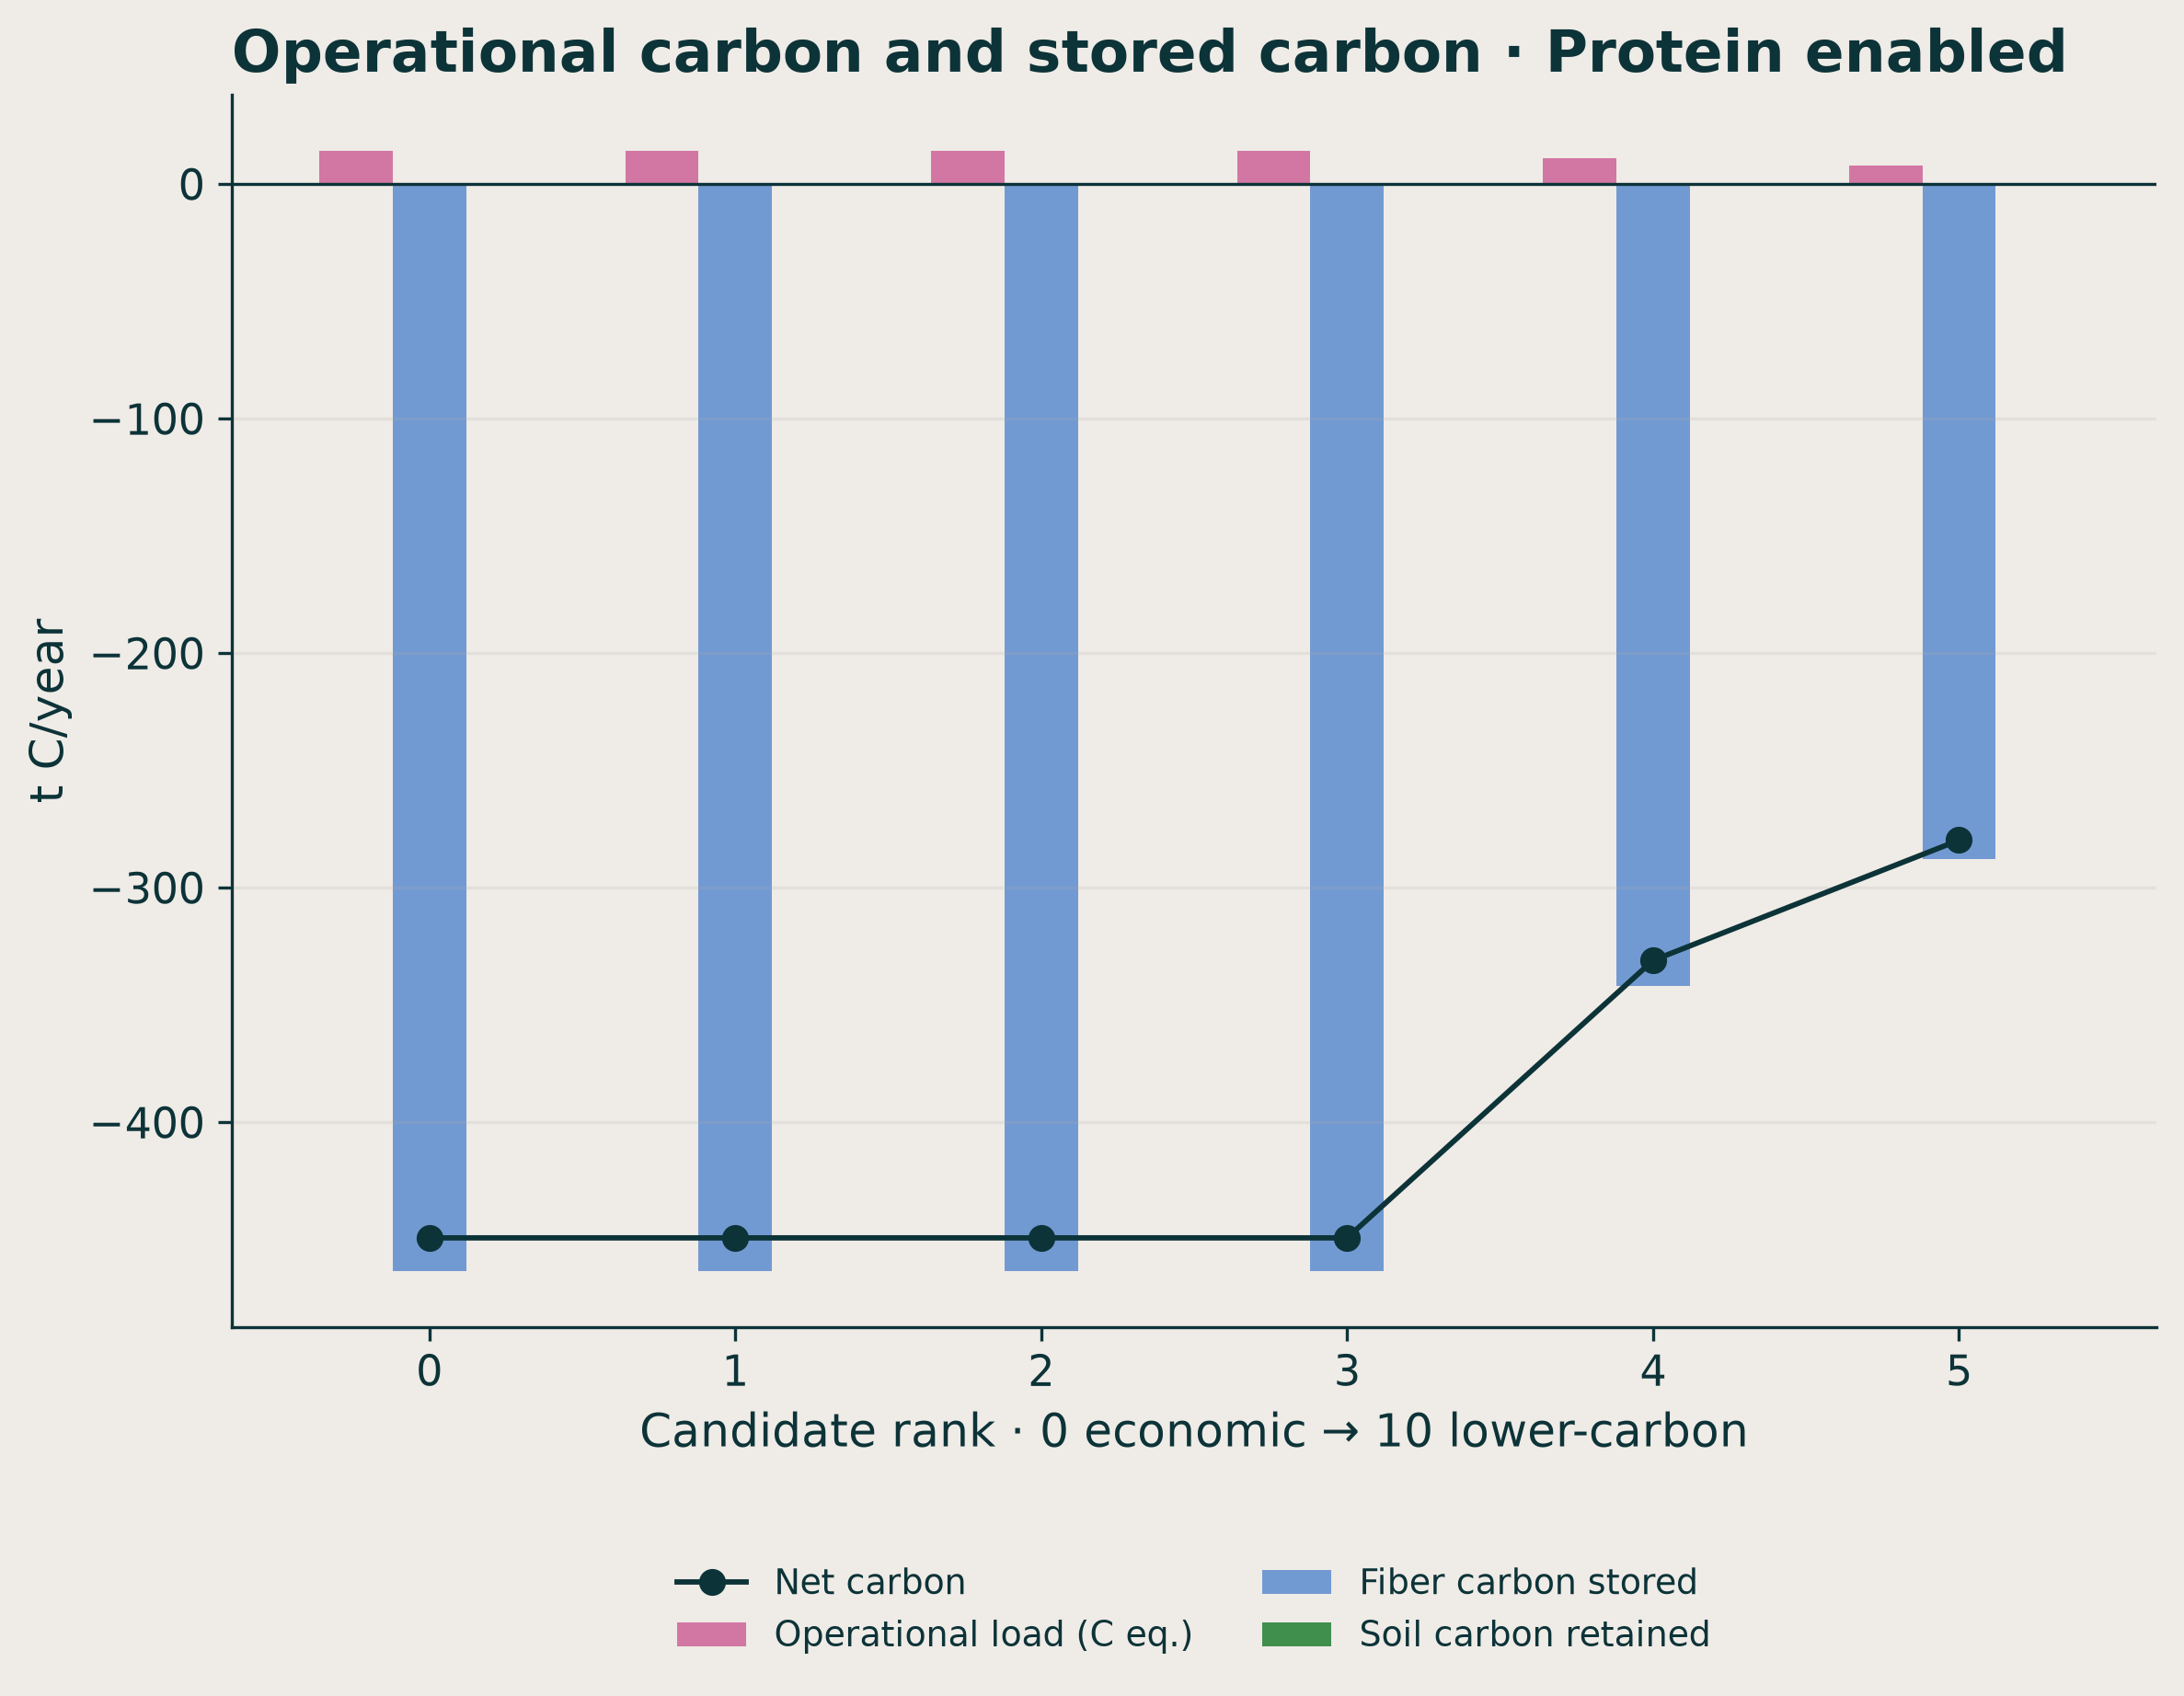 Operational carbon and stored carbon · Protein enabled
t C/year
0
−100
−200
−300
−400
0 1 2 3 4 5
Candidate rank · 0 economic → 10 lower-carbon
Net carbon
Operational load (C eq.)
Fiber carbon stored
Soil carbon retained